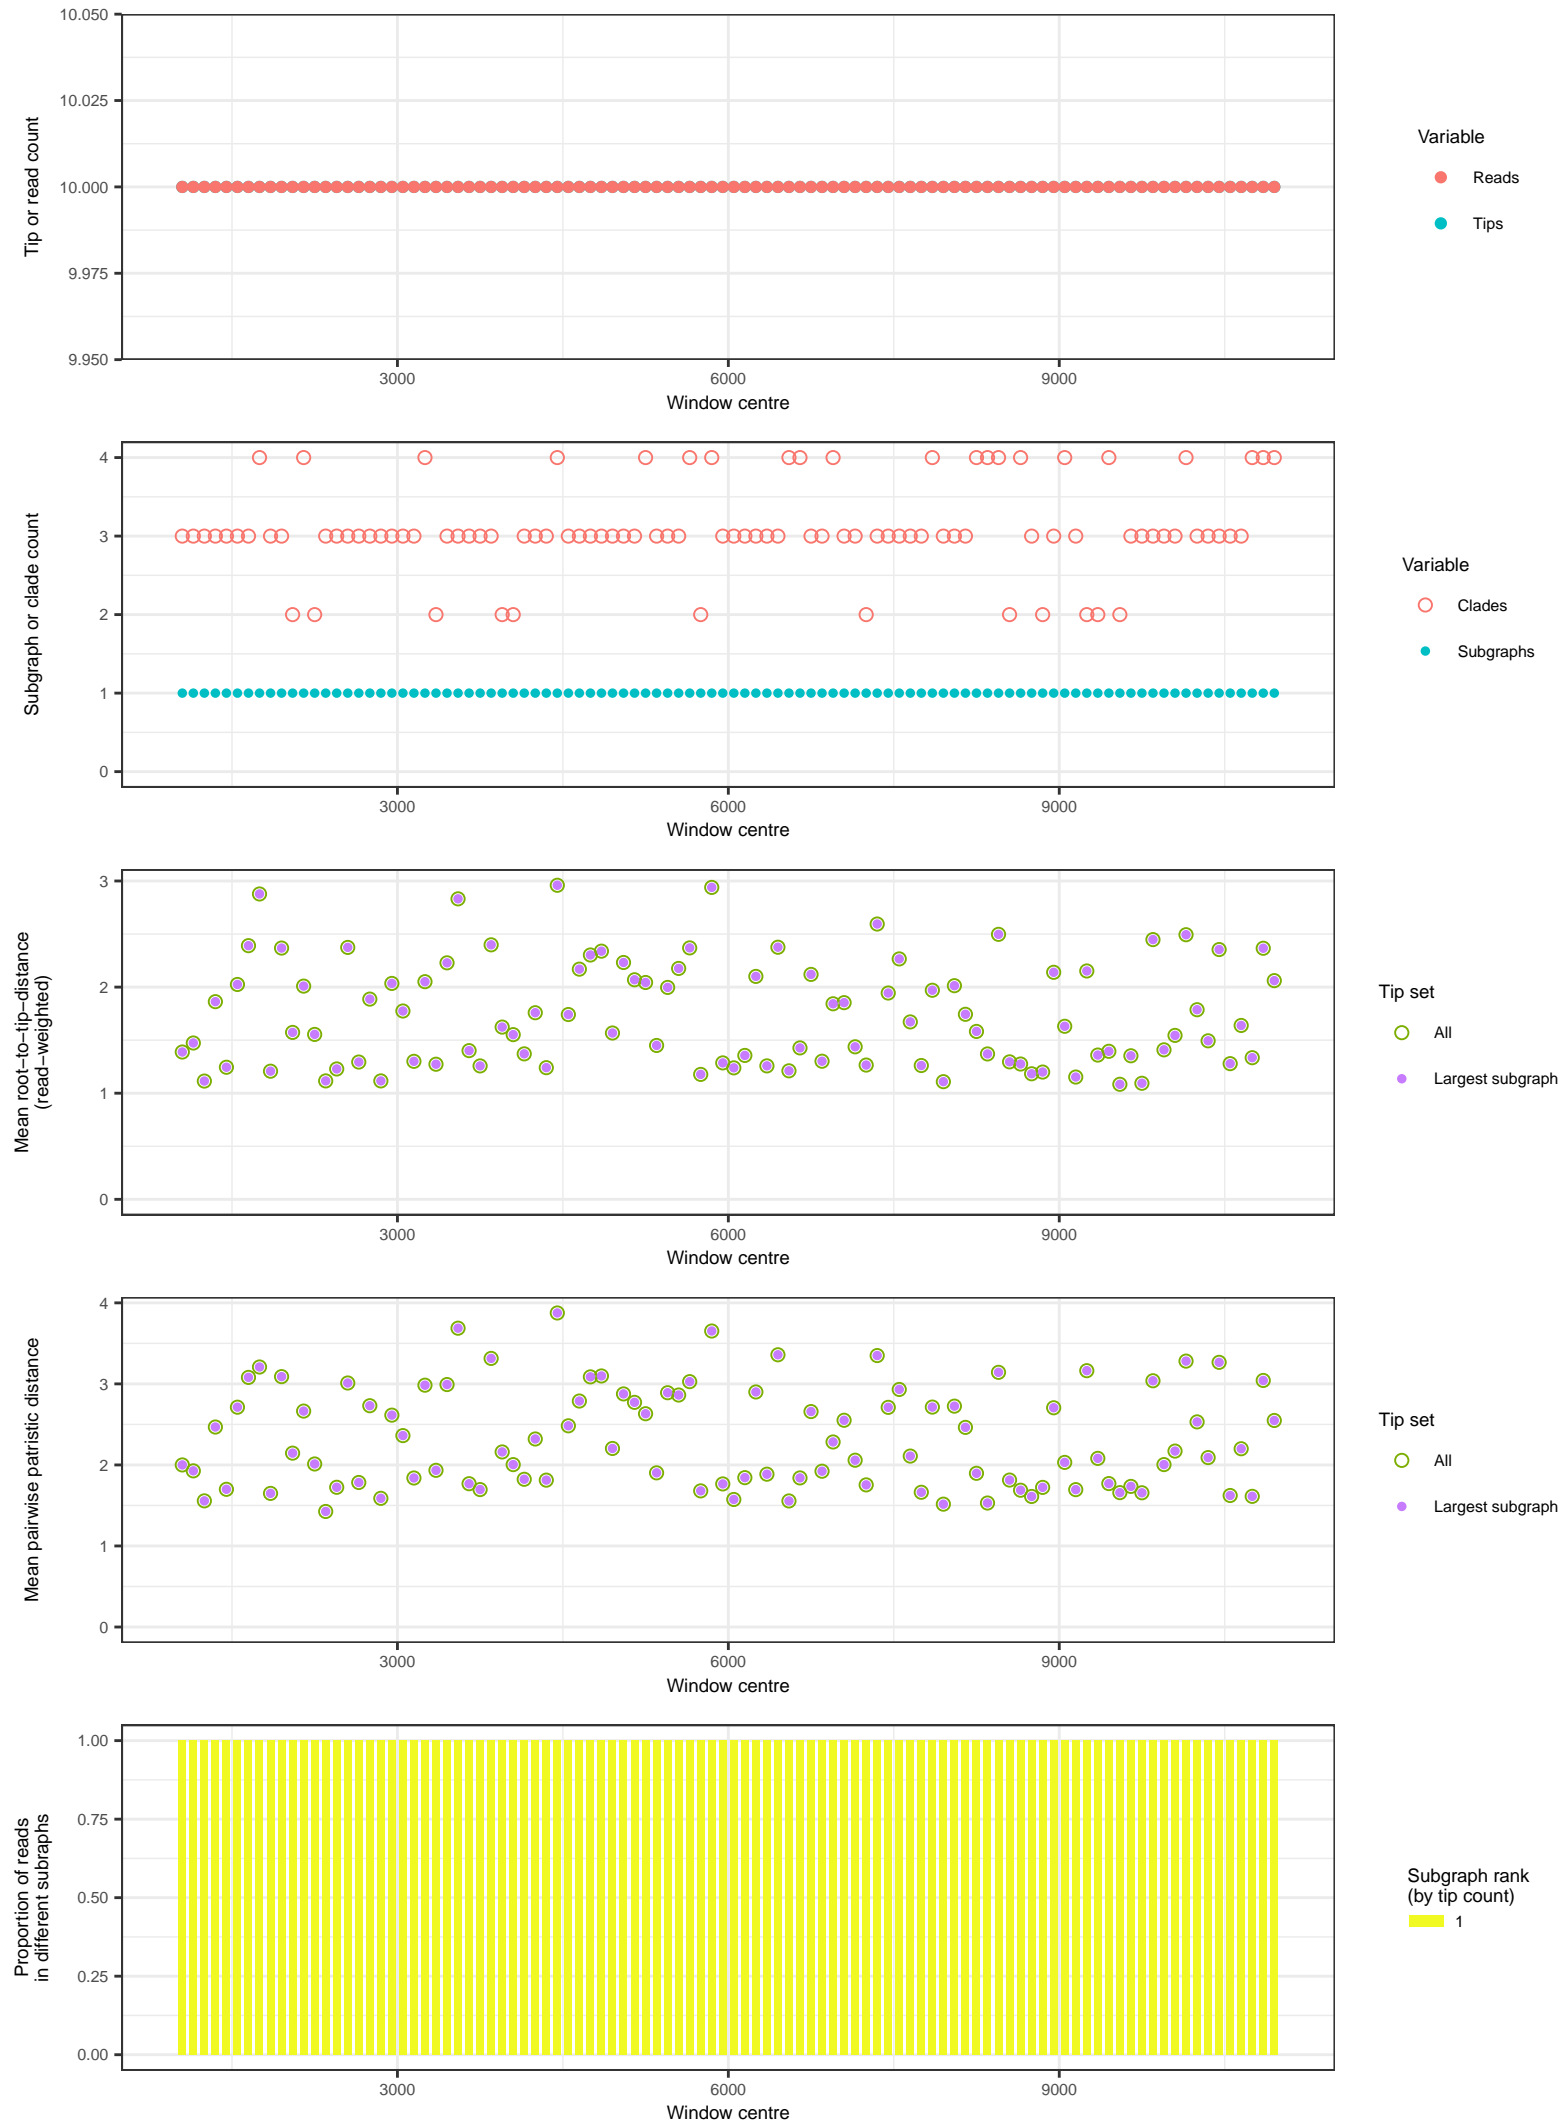 10.050
10.025
10.000
9.975
9.950
Tip or read count
3000 6000 9000
Window centre
Variable
Reads
Tips
4
3
2
1
0
Subgraph or clade count
3000 6000 9000
Window centre
Variable
Clades
Subgraphs
3
2
1
0
Mean root−to−tip−distance
(read−weighted)
3000 6000 9000
Window centre
Tip set
All
Largest subgraph
4
3
2
1
0
Mean pairwise patristic distance
3000 6000 9000
Window centre
Tip set
All
Largest subgraph
1.00
0.75
0.50
0.25
0.00
Proportion of reads
in different subraphs
3000 6000 9000
Window centre
Subgraph rank
(by tip count)
1